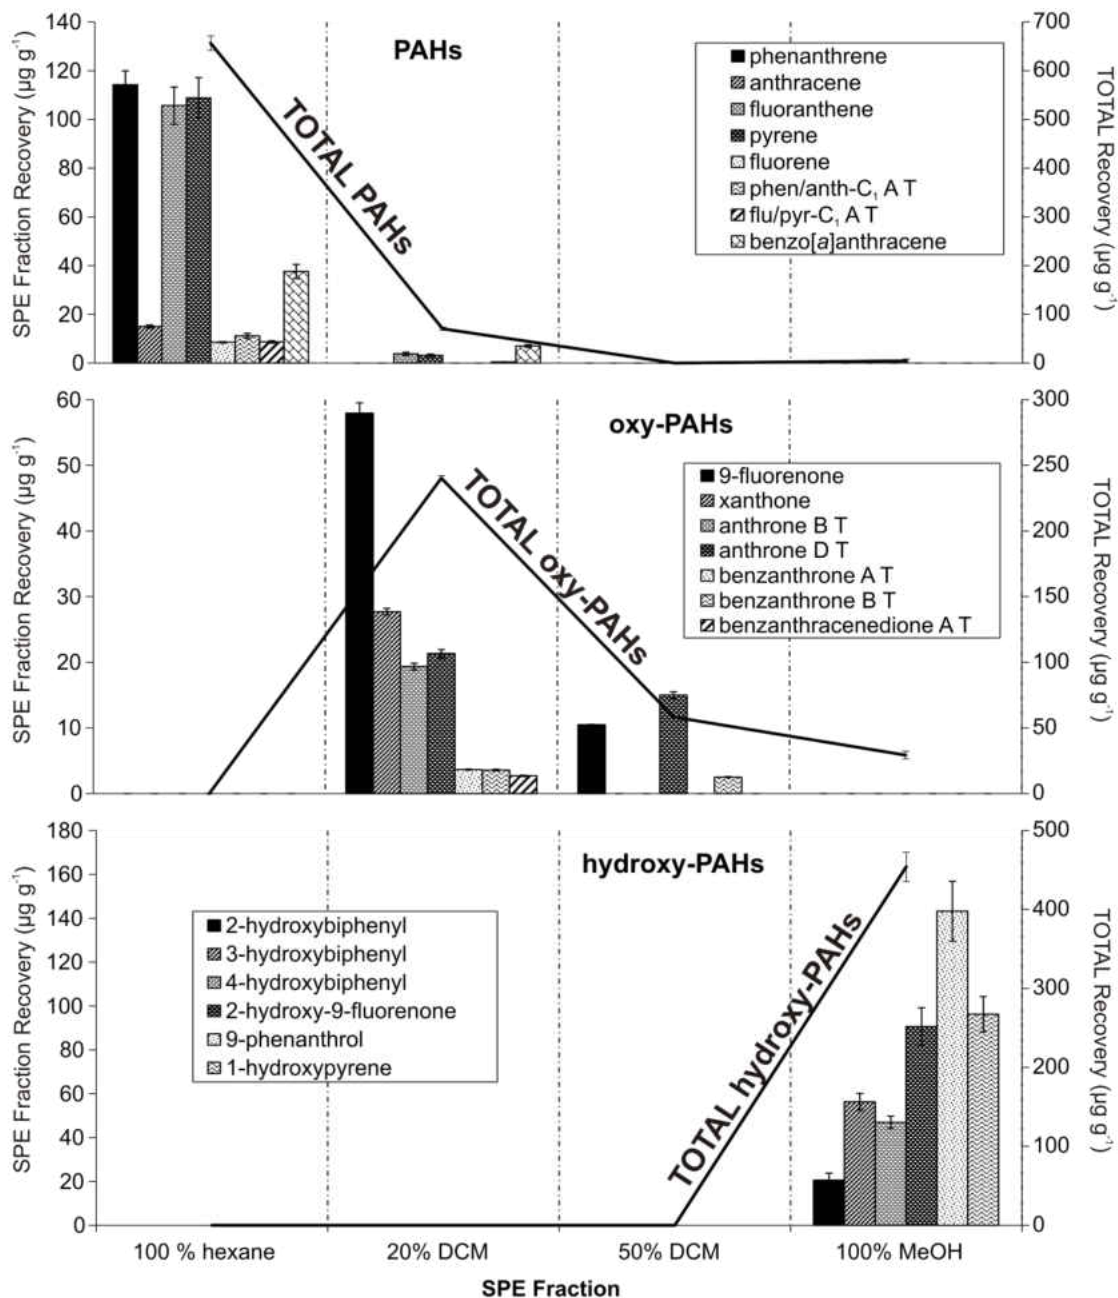 PAHs
SPE Fraction Recovery (µg g⁻¹)
140
120
100
80
60
40
20
0
TOTAL PAHs
phenanthrene
anthracene
fluoranthene
pyrene
fluorene
phen/anth-C₁ A T
flu/pyr-C₁ A T
benzo[a]anthracene
700
600
500
400
300
200
100
0
TOTAL Recovery (µg g⁻¹)
oxy-PAHs
SPE Fraction Recovery (µg g⁻¹)
60
50
40
30
20
10
0
TOTAL oxy-PAHs
9-fluorenone
xanthone
anthrone B T
anthrone D T
benzanthrone A T
benzanthrone B T
benzanthracenedione A T
300
250
200
150
100
50
0
TOTAL Recovery (µg g⁻¹)
hydroxy-PAHs
SPE Fraction Recovery (µg g⁻¹)
180
160
140
120
100
80
60
40
20
0
2-hydroxybiphenyl
3-hydroxybiphenyl
4-hydroxybiphenyl
2-hydroxy-9-fluorenone
9-phenanthrol
1-hydroxypyrene
TOTAL hydroxy-PAHs
500
400
300
200
100
0
TOTAL Recovery (µg g⁻¹)
100 % hexane
20% DCM
50% DCM
100% MeOH
SPE Fraction